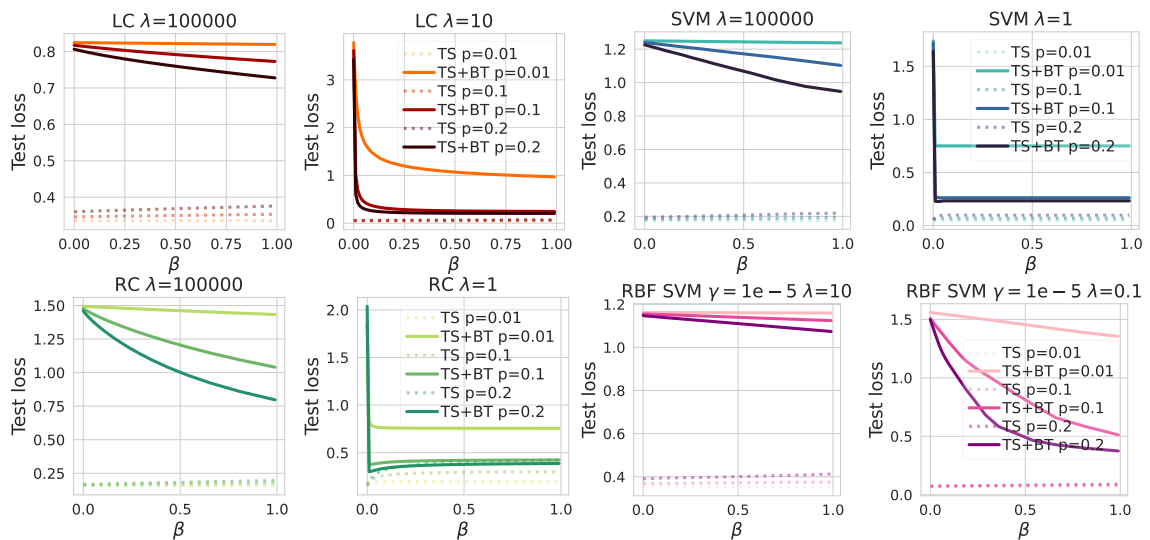 LC λ=100000
Test loss
0.8
0.7
0.6
0.5
0.4
0.00
0.25
0.50
0.75
1.00
β
LC λ=10
Test loss
3
2
1
0
TS p=0.01
TS+BT p=0.01
TS p=0.1
TS+BT p=0.1
TS p=0.2
TS+BT p=0.2
0.00
0.25
0.50
0.75
1.00
β
SVM λ=100000
Test loss
1.2
1.0
0.8
0.6
0.4
0.2
0.0
0.5
1.0
β
SVM λ=1
Test loss
1.5
1.0
0.5
0.0
TS p=0.01
TS+BT p=0.01
TS p=0.1
TS+BT p=0.1
TS p=0.2
TS+BT p=0.2
0.0
0.5
1.0
β
RC λ=100000
Test loss
1.50
1.25
1.00
0.75
0.50
0.25
0.0
0.5
1.0
β
RC λ=1
Test loss
2.0
1.5
1.0
0.5
TS p=0.01
TS+BT p=0.01
TS p=0.1
TS+BT p=0.1
TS p=0.2
TS+BT p=0.2
0.0
0.5
1.0
β
RBF SVM γ = 1e − 5 λ=10
Test loss
1.2
1.0
0.8
0.6
0.4
0.0
0.5
1.0
β
RBF SVM γ = 1e − 5 λ=0.1
Test loss
1.5
1.0
0.5
0.0
TS p=0.01
TS+BT p=0.01
TS p=0.1
TS+BT p=0.1
TS p=0.2
TS+BT p=0.2
0.0
0.5
1.0
β